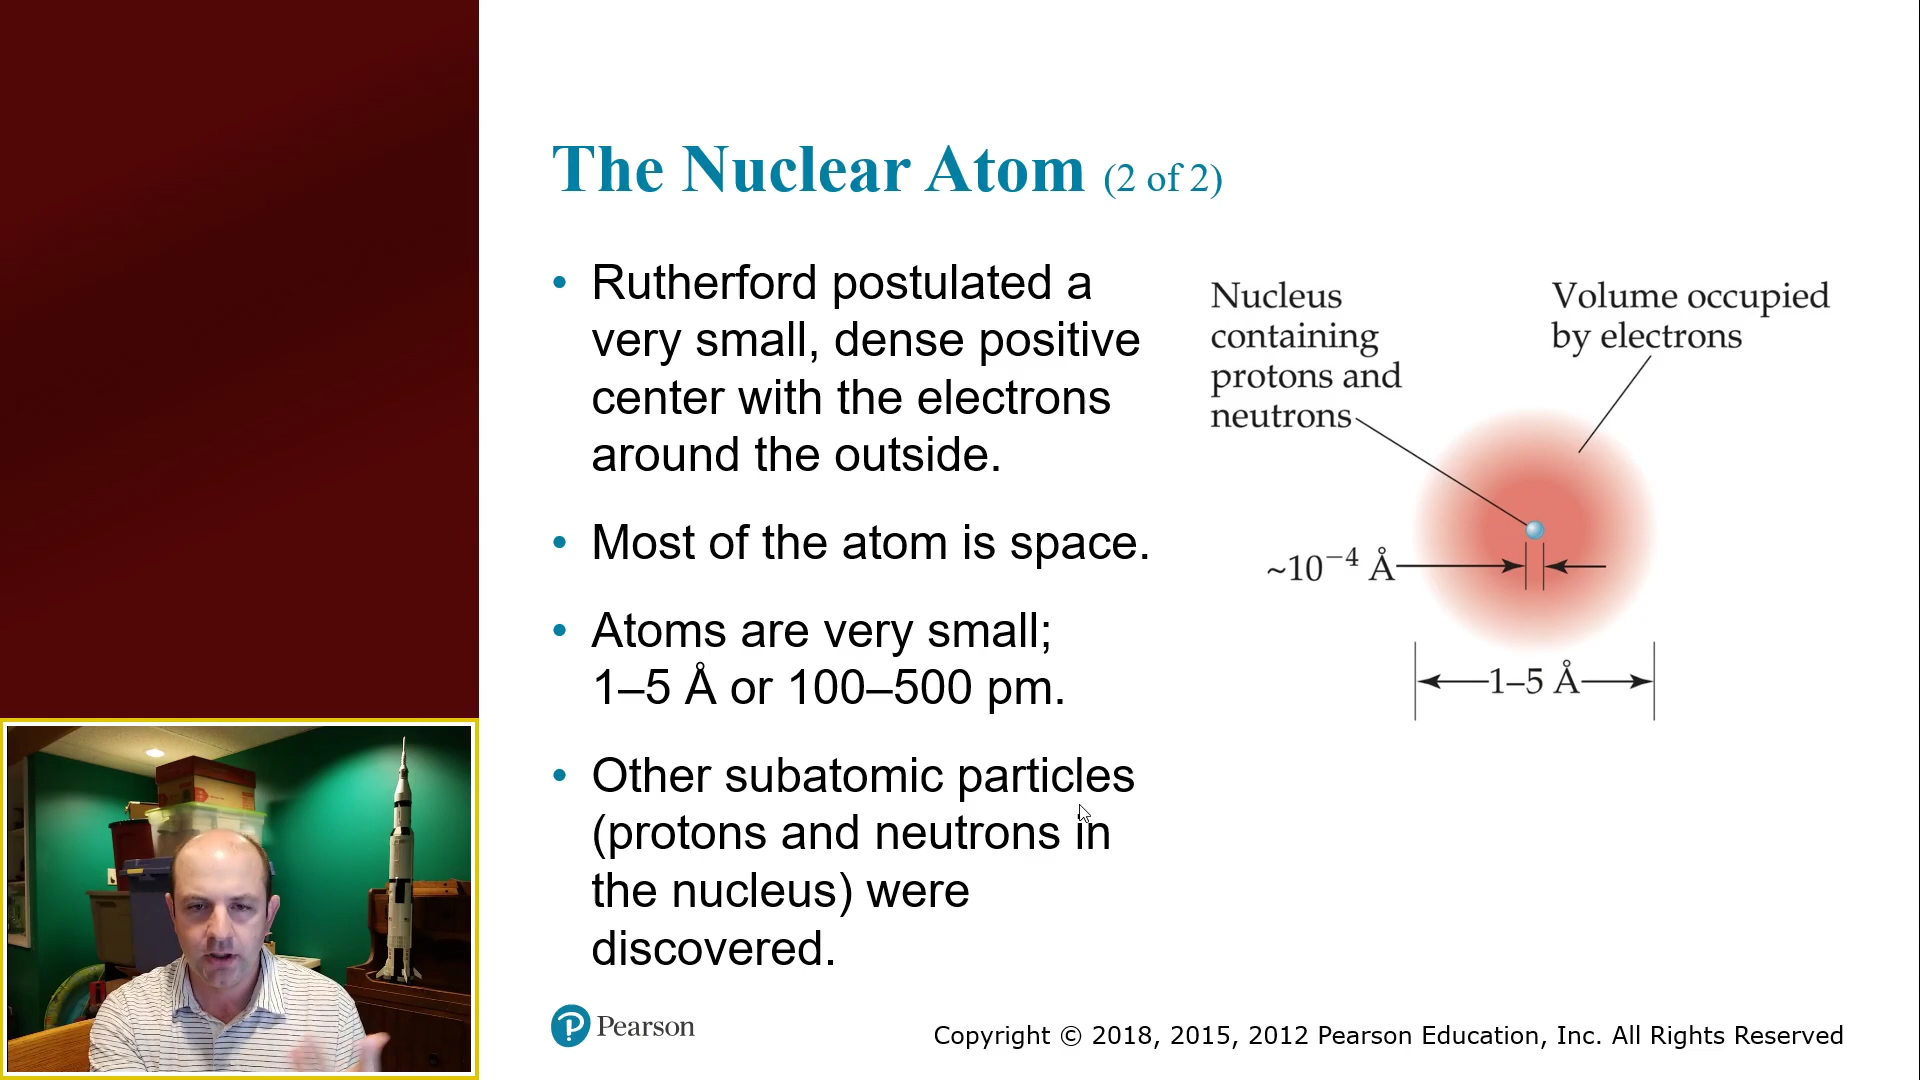 The Nuclear Atom (2 of 2)
• Rutherford postulated a
very small, dense positive
center with the electrons
around the outside.
• Most of the atom is space.
• Atoms are very small;
1–5 Å or 100–500 pm.
• Other subatomic particles
(protons and neutrons in
the nucleus) were
discovered.
Nucleus
containing
protons and
neutrons
Volume occupied
by electrons
~10⁻⁴ Å
1–5 Å
Pearson
Copyright © 2018, 2015, 2012 Pearson Education, Inc. All Rights Reserved